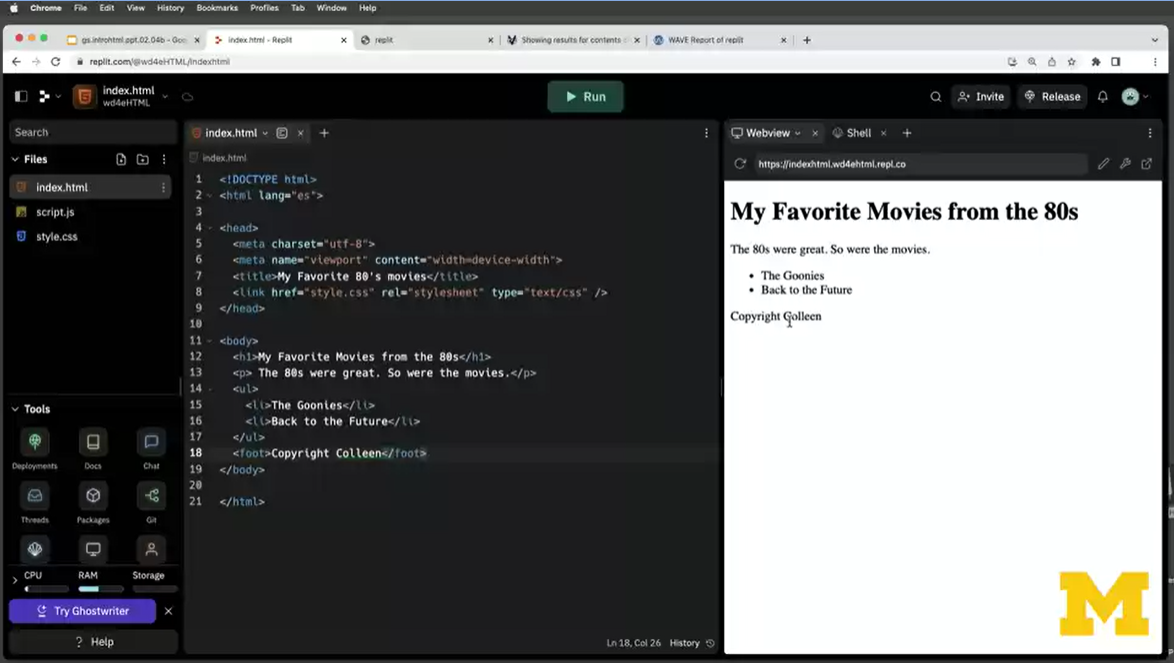 Chrome File Edit View History Bookmarks Profiles Tab Window Help
gs.introhtml.ppt.02.04b - Goo
index.html - Replit
replit
Showing results for contents o
WAVE Report of replit
replit.com/@wd4eHTML/indexhtml
index.html
wd4eHTML
Run
Invite
Release
Search
Files
index.html
script.js
style.css
Tools
Deployments Docs Chat
Threads Packages Git
CPU RAM Storage
Try Ghostwriter
? Help
index.html
index.html
1 <!DOCTYPE html>
2 <html lang="es">
3
4 <head>
5 <meta charset="utf-8">
6 <meta name="viewport" content="width=device-width">
7 <title>My Favorite 80's movies</title>
8 <link href="style.css" rel="stylesheet" type="text/css" />
9 </head>
10
11 <body>
12 <h1>My Favorite Movies from the 80s</h1>
13 <p> The 80s were great. So were the movies.</p>
14 <ul>
15 <li>The Goonies</li>
16 <li>Back to the Future</li>
17 </ul>
18 <foot>Copyright Colleen</foot>
19 </body>
20
21 </html>
Ln 18, Col 26 History
Webview
Shell
https://indexhtml.wd4ehtml.repl.co
My Favorite Movies from the 80s
The 80s were great. So were the movies.
• The Goonies
• Back to the Future
Copyright Colleen
M